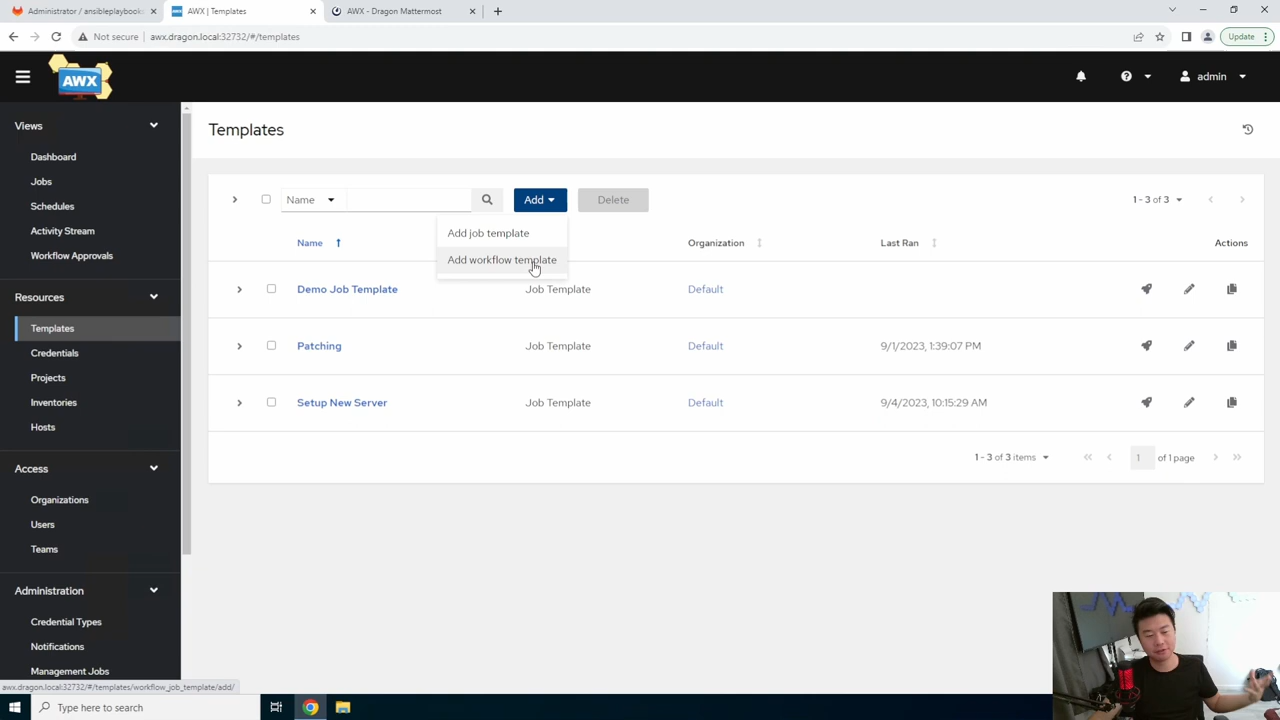 Administrator / ansibleplaybook
AWX | Templates
AWX - Dragon Mattermost
Not secure
awx.dragon.local:32732/#/templates
Update
AWX
admin
Views
Dashboard
Jobs
Schedules
Activity Stream
Workflow Approvals
Resources
Templates
Credentials
Projects
Inventories
Hosts
Access
Organizations
Users
Teams
Administration
Credential Types
Notifications
Management Jobs
Templates
Name
Add
Delete
1 - 3 of 3
Add job template
Add workflow template
Name
Organization
Last Ran
Actions
Demo Job Template
Job Template
Default
Patching
Job Template
Default
9/1/2023, 1:39:07 PM
Setup New Server
Job Template
Default
9/4/2023, 10:15:29 AM
1 - 3 of 3 items
1
of 1 page
awx.dragon.local:32732/#/templates/workflow_job_template/add/
Type here to search